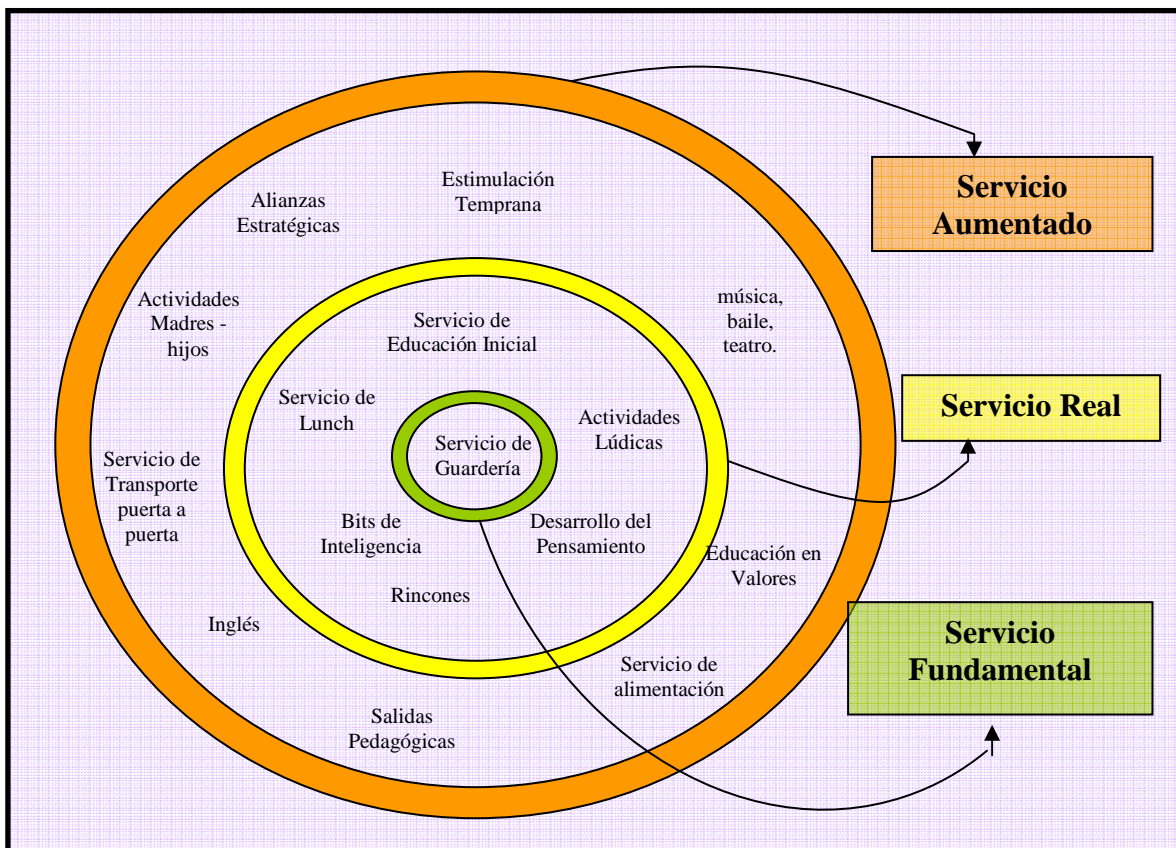 Estimulación
Temprana
Alianzas
Estratégicas
Servicio
Aumentado
Actividades
Madres -
hijos
música,
baile,
teatro.
Servicio de
Educación Inicial
Servicio de
Lunch
Actividades
Lúdicas
Servicio Real
Servicio de
Guardería
Servicio de
Transporte
puerta a
puerta
Bits de
Inteligencia
Desarrollo del
Pensamiento
Educación en
Valores
Rincones
Inglés
Servicio
Fundamental
Servicio de
alimentación
Salidas
Pedagógicas